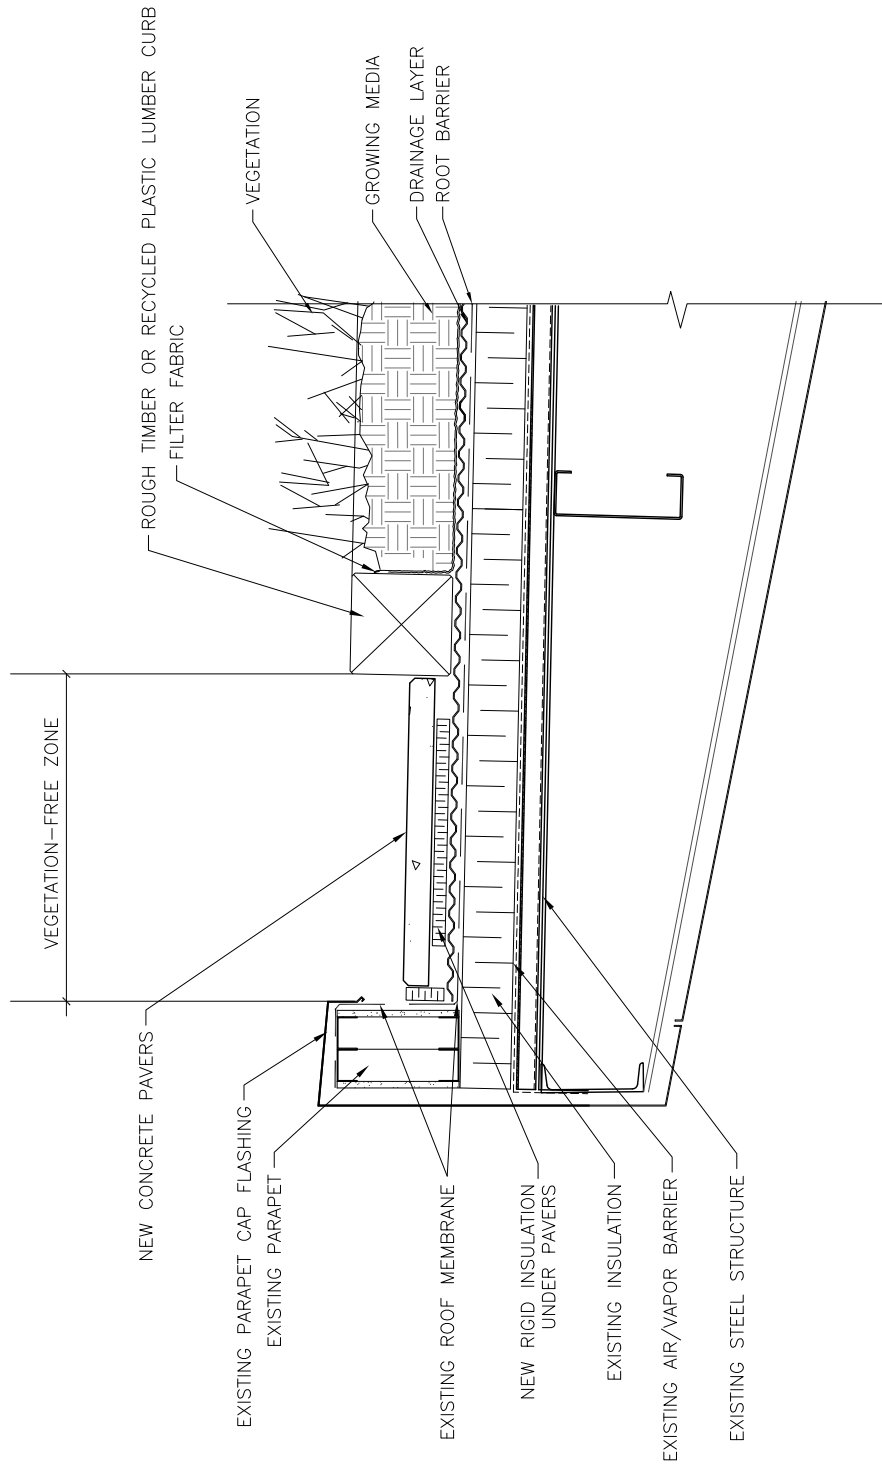 ROUGH TIMBER OR RECYCLED PLASTIC LUMBER CURB
FILTER FABRIC
VEGETATION
GROWING MEDIA
DRAINAGE LAYER
ROOT BARRIER
VEGETATION-FREE ZONE
NEW CONCRETE PAVERS
EXISTING PARAPET CAP FLASHING
EXISTING PARAPET
EXISTING ROOF MEMBRANE
NEW RIGID INSULATION
UNDER PAVERS
EXISTING INSULATION
EXISTING AIR/VAPOR BARRIER
EXISTING STEEL STRUCTURE